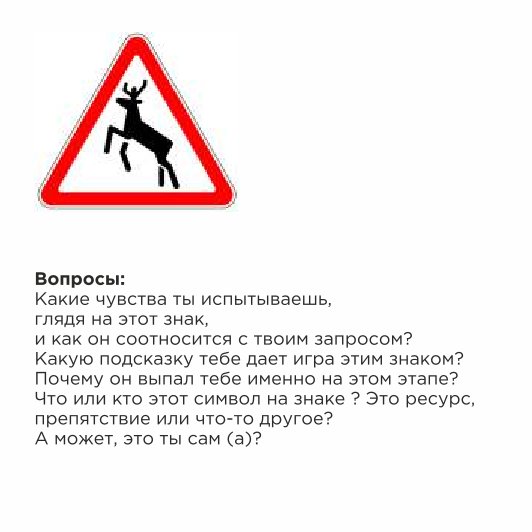 Вопросы:
Какие чувства ты испытываешь,
глядя на этот знак,
и как он соотносится с твоим запросом?
Какую подсказку тебе дает игра этим знаком?
Почему он выпал тебе именно на этом этапе?
Что или кто этот символ на знаке ? Это ресурс,
препятствие или что-то другое?
А может, это ты сам (а)?